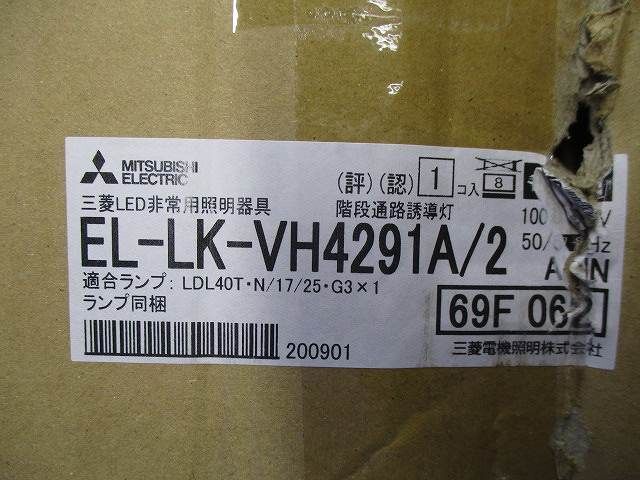 MITSUBISHI ELECTRIC
(評)(認) 1 コ入 8
三菱LED非常用照明器具 階段通路誘導灯
EL-LK-VH4291A/2
100 V
50/ Hz
適合ランプ: LDL40T・N/17/25・G3×1
ランプ同梱
69F 062
200901
三菱電機照明株式会社